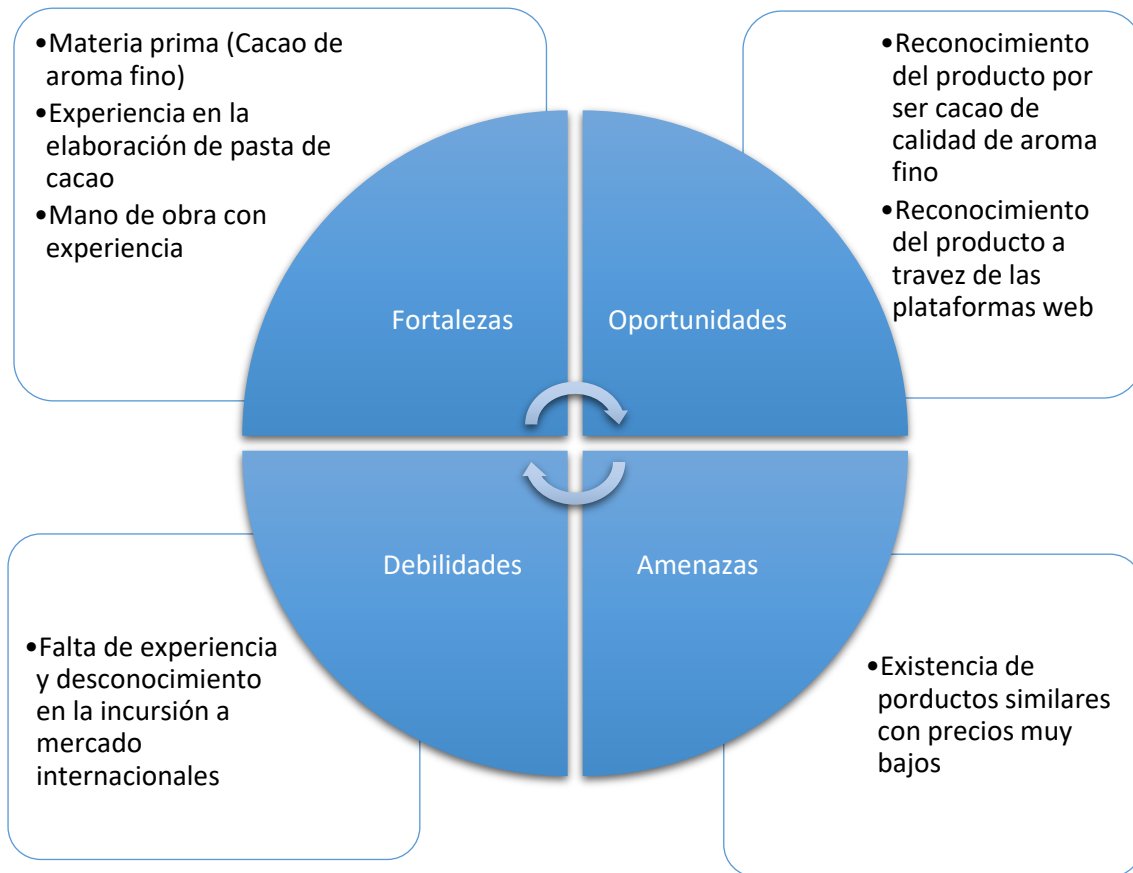 •Materia prima (Cacao de
aroma fino)
•Experiencia en la
elaboración de pasta de
cacao
•Mano de obra con
experiencia
•Reconocimiento
del producto por
ser cacao de
calidad de aroma
fino
•Reconocimiento
del producto a
travez de las
plataformas web
Fortalezas
Oportunidades
Debilidades
Amenazas
•Falta de experiencia
y desconocimiento
en la incursión a
mercado
internacionales
•Existencia de
porductos similares
con precios muy
bajos